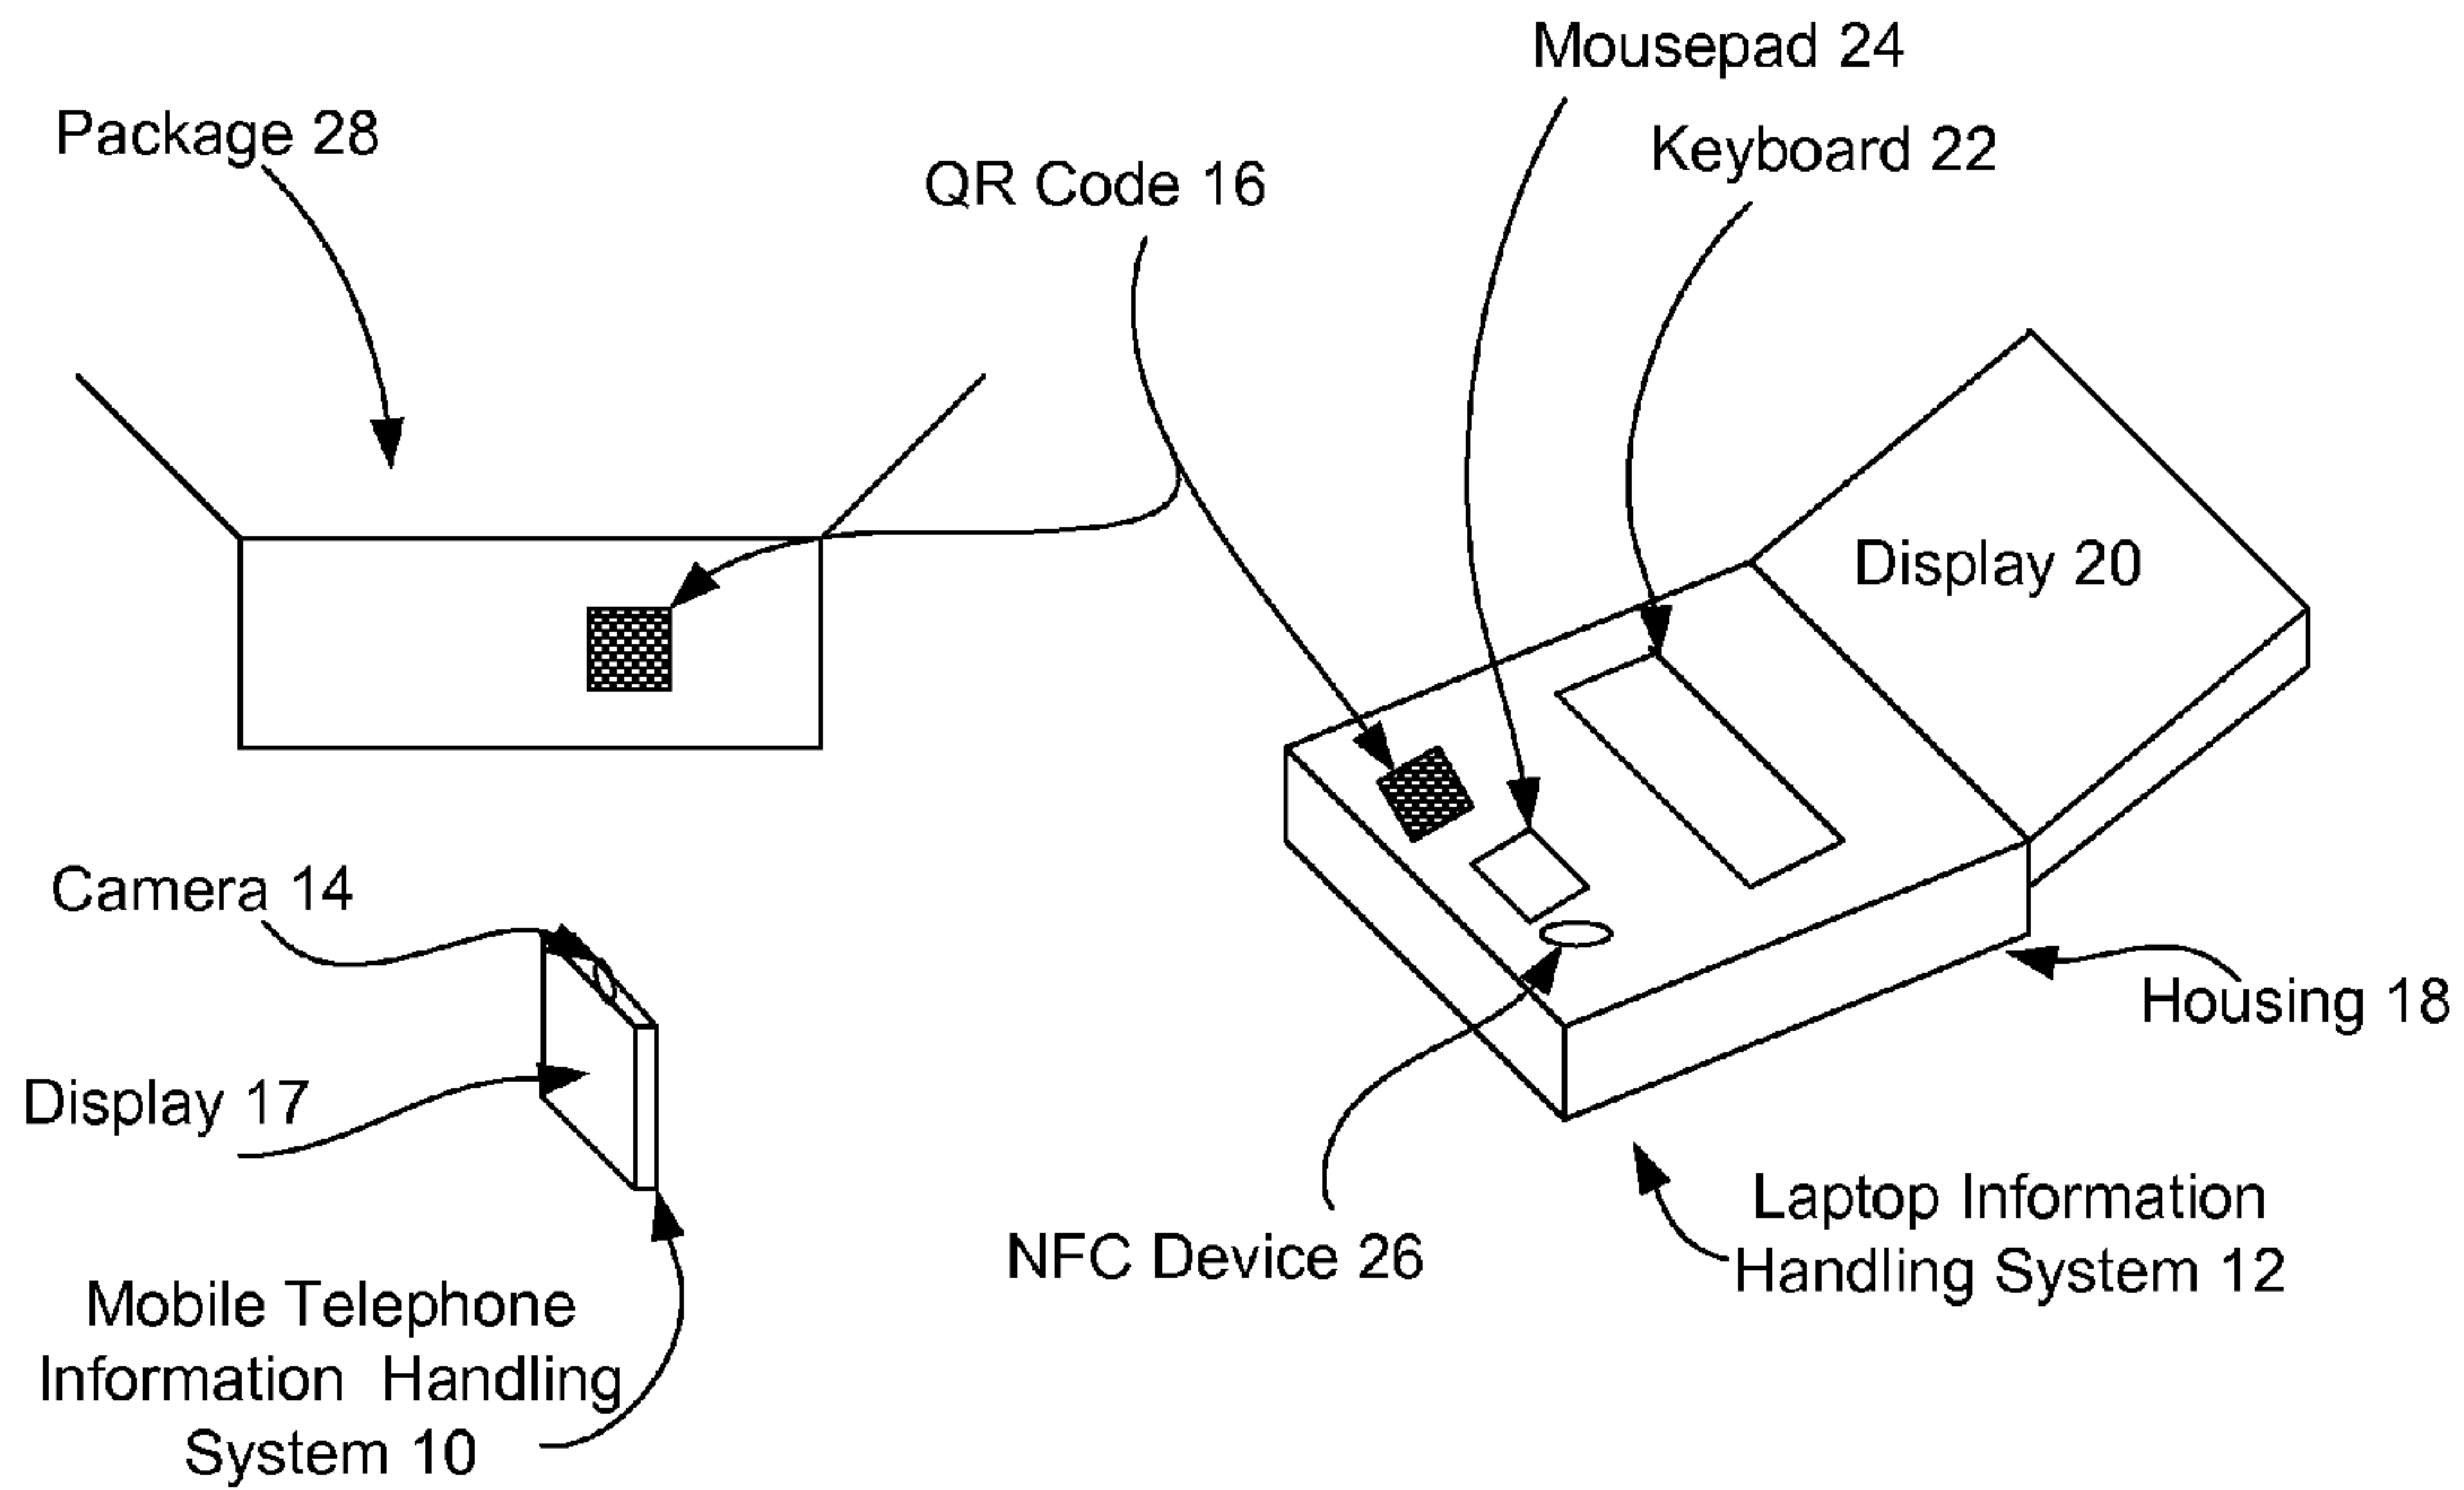 Mousepad 24
Package 28
Keyboard 22
QR Code 16
Display 20
Camera 14
Housing 18
Display 17
Laptop Information
Handling System 12
NFC Device 26
Mobile Telephone
Information Handling
System 10